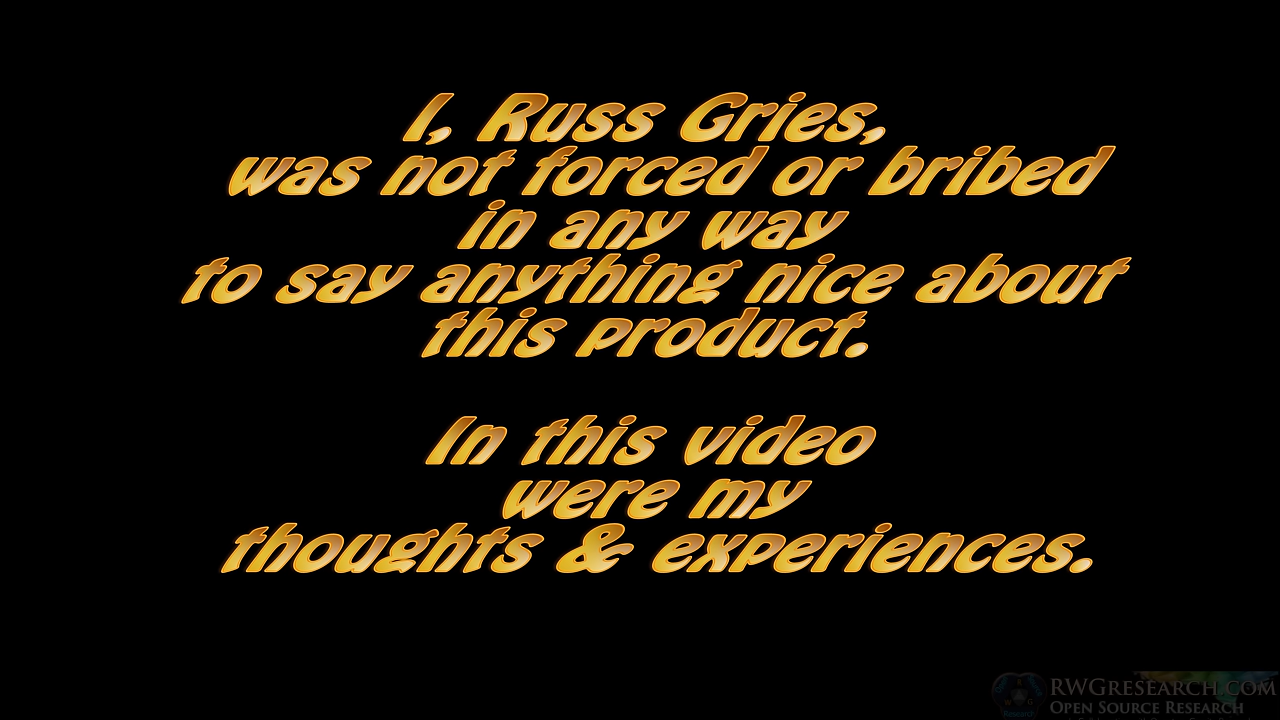 I, Russ Gries,
was not forced or bribed
in any way
to say anything nice about
this product.
In this video
were my
thoughts & experiences.
RWGresearch.com
Open Source Research